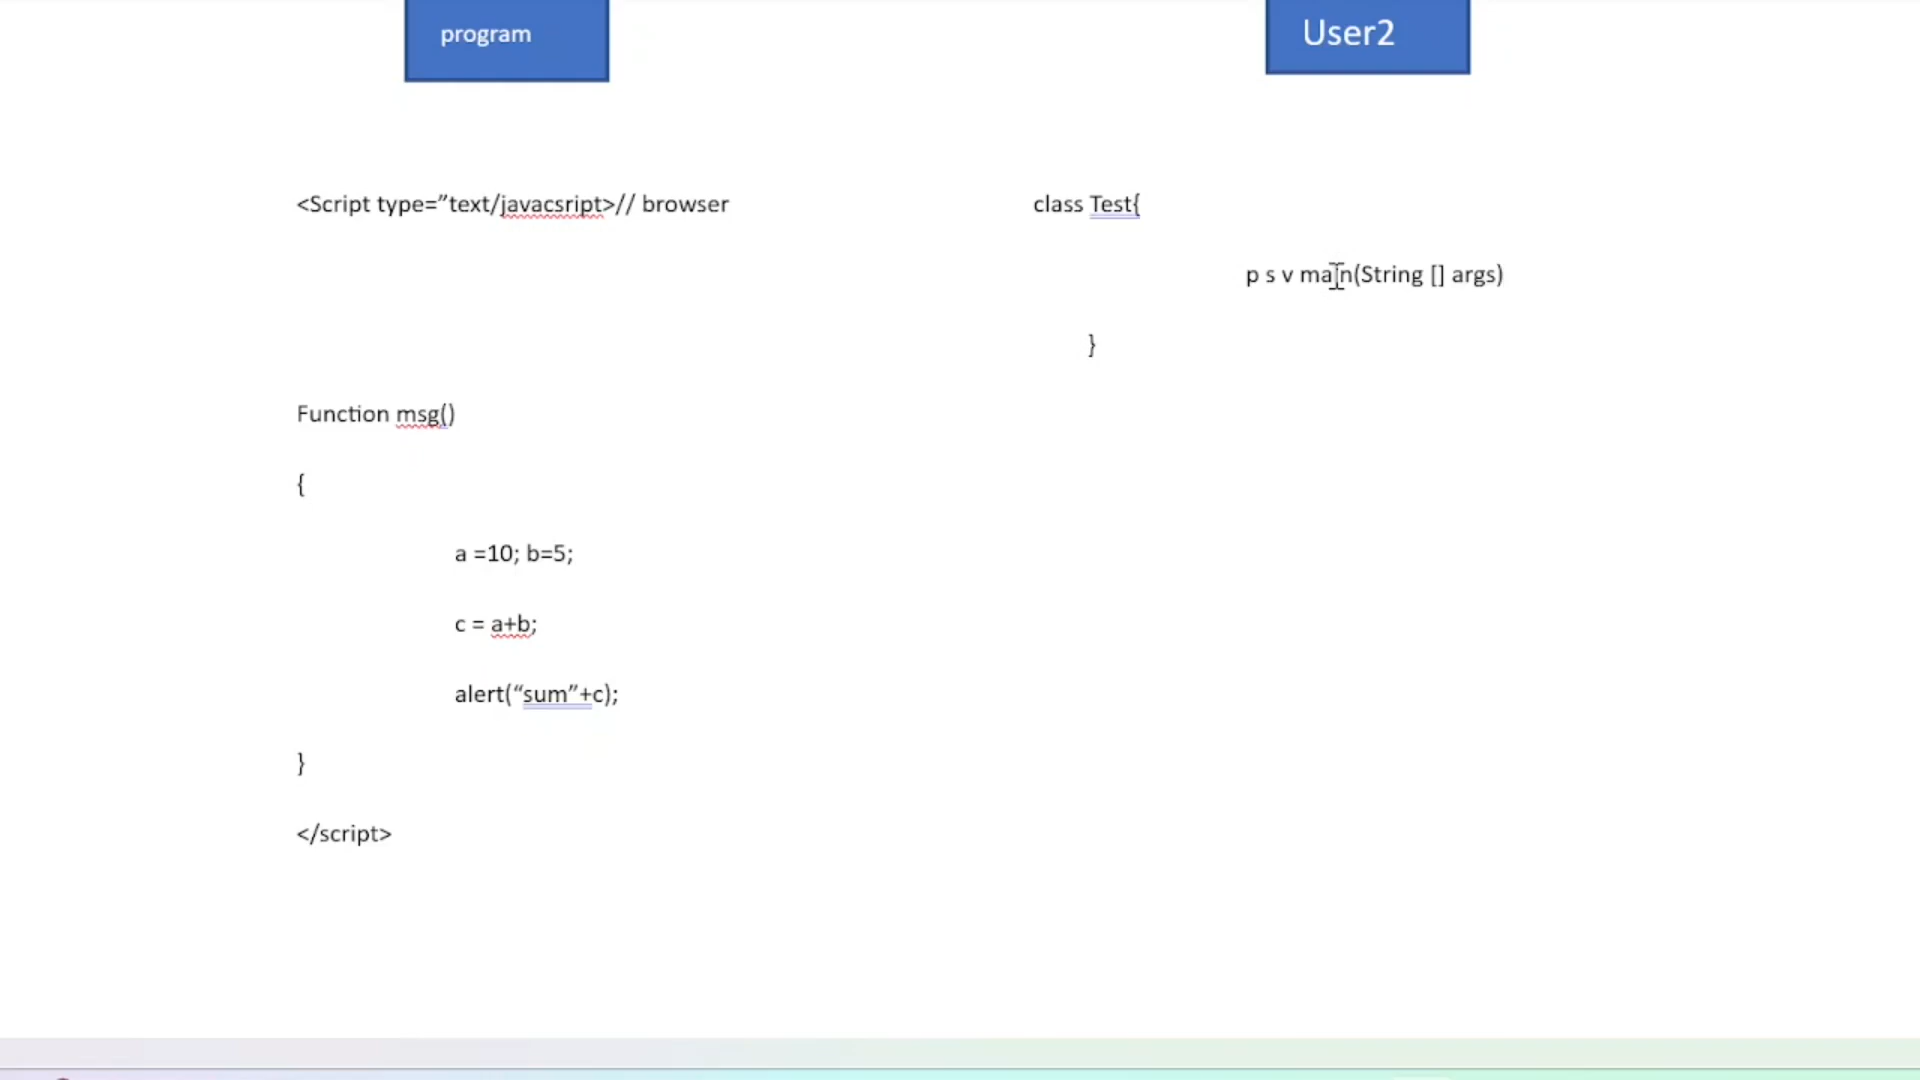 program
User2
<Script type=”text/javacsript>// browser
class Test{
p s v main(String [] args)
}
Function msg()
{
a =10; b=5;
c = a+b;
alert(“sum”+c);
}
</script>